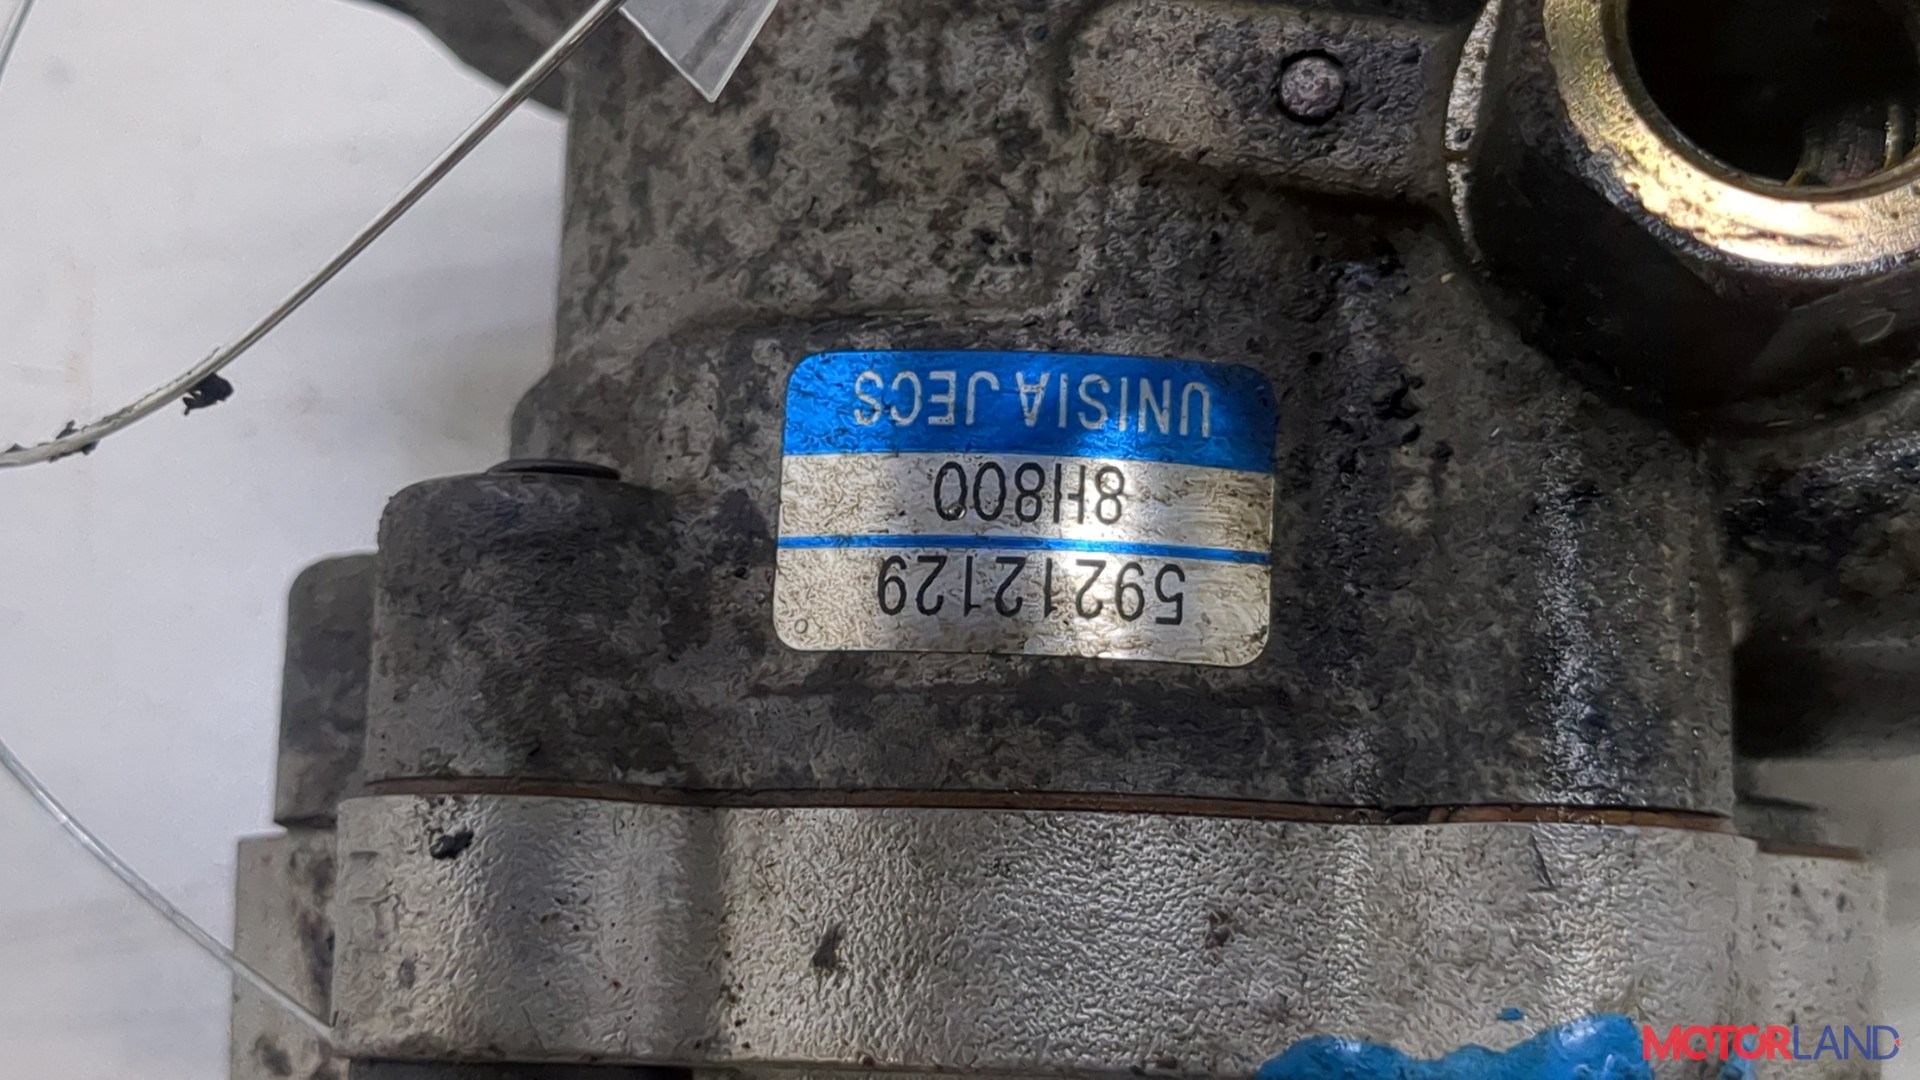 UNISIA JECS
8H800
59212129
MOTORLAND